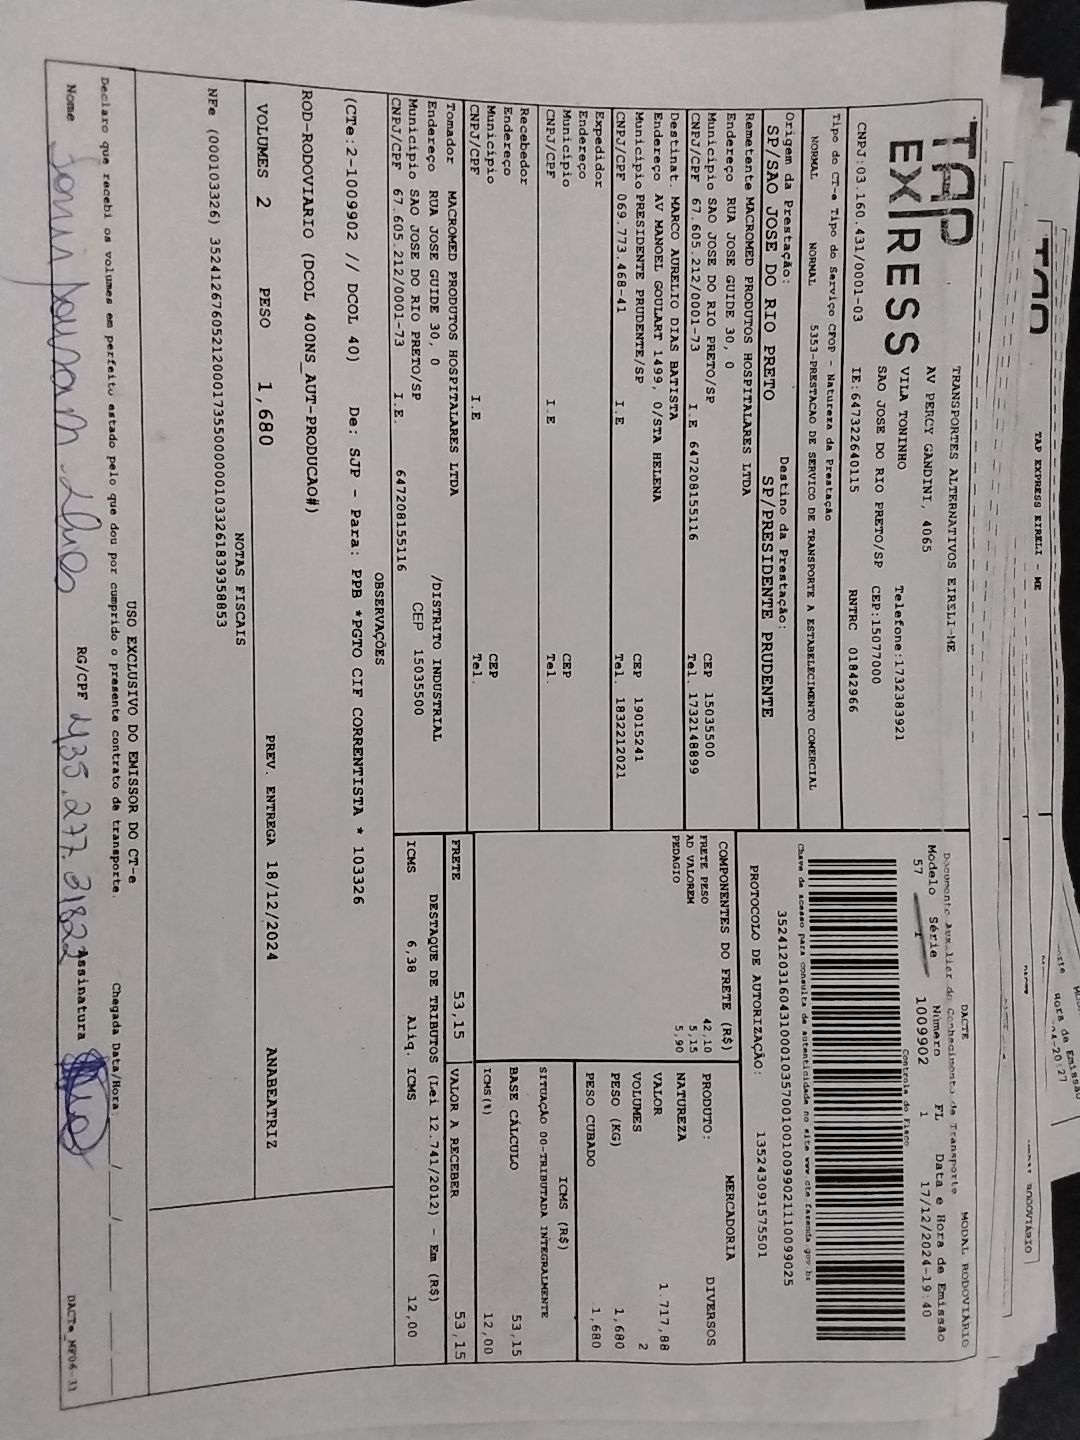 TAP EXPRESS
TRANSPORTES ALTERNATIVOS EIRELI-ME
AV PERCY GANDINI, 4065
VILA TONINHO
SAO JOSE DO RIO PRETO/SP CEP:15077000
Telefone:1732383921
CNPJ:03.160.431/0001-03 IE:647322640115 RNTRC 01842966
DACTE MODAL RODOVIÁRIO
Documento Auxiliar do Conhecimento de Transporte
Modelo Série Número FL Data e Hora de Emissão
57 1 1009902 1 17/12/2024-19:40
Controle do Fisco
Chave de acesso para consulta de autenticidade no site www.cte.fazenda.gov.br
35241203160431000103570010010099021110099025
PROTOCOLO DE AUTORIZAÇÃO: 135243091575501
Tipo do CT-e Tipo do Serviço CFOP - Natureza da Prestação
NORMAL NORMAL 5353-PRESTACAO DE SERVICO DE TRANSPORTE A ESTABELECIMENTO COMERCIAL
Origem da Prestação: Destino da Prestação:
SP/SAO JOSE DO RIO PRETO SP/PRESIDENTE PRUDENTE
Remetente MACROMED PRODUTOS HOSPITALARES LTDA
Endereço RUA JOSE GUIDE 30, 0
Município SAO JOSE DO RIO PRETO/SP CEP 15035500
CNPJ/CPF 67.605.212/0001-73 I.E 647208155116 Tel. 1732148899
Destinat. MARCO AURELIO DIAS BATISTA
Endereço AV MANOEL GOULART 1499, 0/STA HELENA
Município PRESIDENTE PRUDENTE/SP CEP 19015241
CNPJ/CPF 069.773.468-41 I.E Tel. 1832212021
Expedidor
Endereço
Município CEP
CNPJ/CPF I.E Tel.
Recebedor
Endereço
Município CEP
CNPJ/CPF I.E Tel.
Tomador MACROMED PRODUTOS HOSPITALARES LTDA
Endereço RUA JOSE GUIDE 30, 0 /DISTRITO INDUSTRIAL
Município SAO JOSE DO RIO PRETO/SP CEP 15035500
CNPJ/CPF 67.605.212/0001-73 I.E. 647208155116
COMPONENTES DO FRETE (R$)
FRETE PESO 42,10
AD VALOREM 5,15
PEDAGIO 5,90
MERCADORIA
PRODUTO: DIVERSOS
NATUREZA
VALOR 1.717,88
VOLUMES 2
PESO (KG) 1,680
PESO CUBADO 1,680
ICMS (R$)
SITUAÇÃO 00-TRIBUTADA INTEGRALMENTE
BASE CÁLCULO 53,15
ICMS(%) 12,00
FRETE 53,15 VALOR A RECEBER 53,15
DESTAQUE DE TRIBUTOS (Lei 12.741/2012) - Em (R$)
ICMS 6,38 Aliq. ICMS 12,00
OBSERVAÇÕES
(CTe:2-1009902 // DCOL 40) De: SJP - Para: PPB *PGTO CIF CORRENTISTA * 103326
ROD-RODOVIARIO (DCOL 400NS_AUT-PRODUCAO#)
VOLUMES 2 PESO 1,680 PREV. ENTREGA 18/12/2024 ANABEATRIZ
NOTAS FISCAIS
NFe (000103326) 35241267605212000173550000001033261839358853
USO EXCLUSIVO DO EMISSOR DO CT-e
Declaro que recebi os volumes em perfeito estado pelo que dou por cumprido o presente contrato de transporte. Chegada Data/Hora: __/__/__
Nome RG/CPF 435.277.21822 Assinatura
DACTe_MF06-31
TAP EXPRESS EIRELI - ME